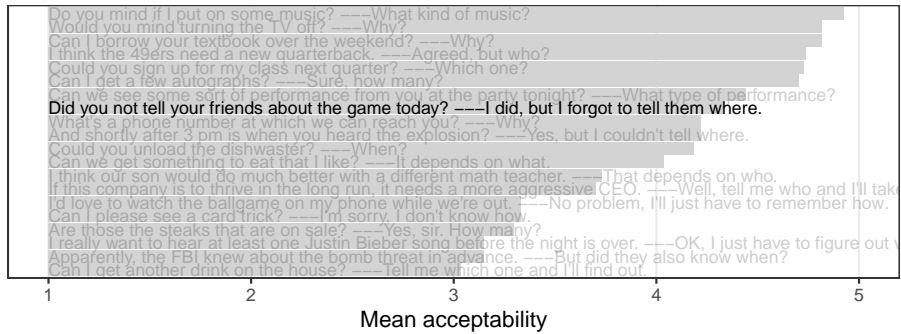 Do you mind if I put on some music? −−−What kind of music?
Would you mind turning the TV off? −−−Why?
Can I borrow your textbook over the weekend? −−−Why?
I think the 49ers need a new quarterback. −−−Agreed, but who?
Could you sign up for my class next quarter? −−−Which one?
Can I get a few autographs? −−−Sure, how many?
Can we see some sort of performance from you at the party tonight? −−−What type of performance?
Did you not tell your friends about the game today? −−−I did, but I forgot to tell them where.
What's a phone number at which we can reach you? −−−Why?
And shortly after 3 pm is when you heard the explosion? −−−Yes, but I couldn't tell where.
Could you unload the dishwaster? −−−When?
Can we get something to eat that I like? −−−It depends on what.
I think our son would do much better with a different math teacher. −−−That depends on who.
If this company is to thrive in the long run, it needs a more aggressive CEO. −−−Well, tell me who and I'll take
I'd love to watch the ballgame on my phone while we're out. −−−No problem, I'll just have to remember how.
Can I please see a card trick? −−−I'm sorry, I don't know how.
Are those the steaks that are on sale? −−−Yes, sir. How many?
I really want to hear at least one Justin Bieber song before the night is over. −−−OK, I just have to figure out
Apparently, the FBI knew about the bomb threat in advance. −−−But did they also know when?
Can I get another drink on the house? −−−Tell me which one and I'll find out.
1 2 3 4 5
Mean acceptability